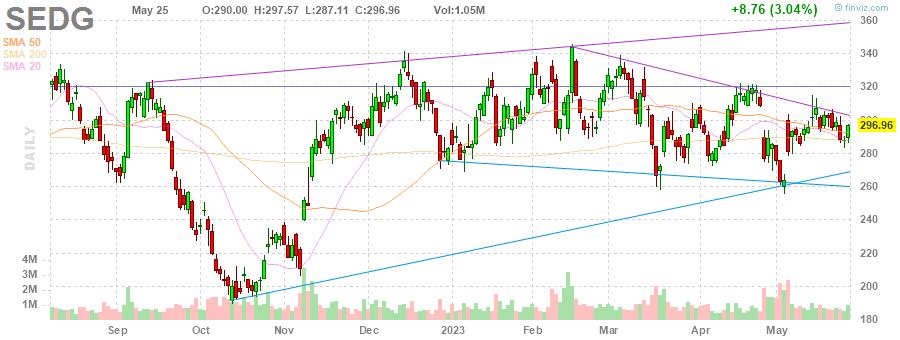 SEDG May 25 O:290.00 H:297.57 L:287.11 C:296.96 Vol:1.05M +8.76 (3.04%)
© finviz.com
SMA 50
SMA 200
SMA 20
DAILY
360
340
320
300
296.96
280
260
240
220
200
180
4M
3M
2M
1M
Sep Oct Nov Dec 2023 Feb Mar Apr May